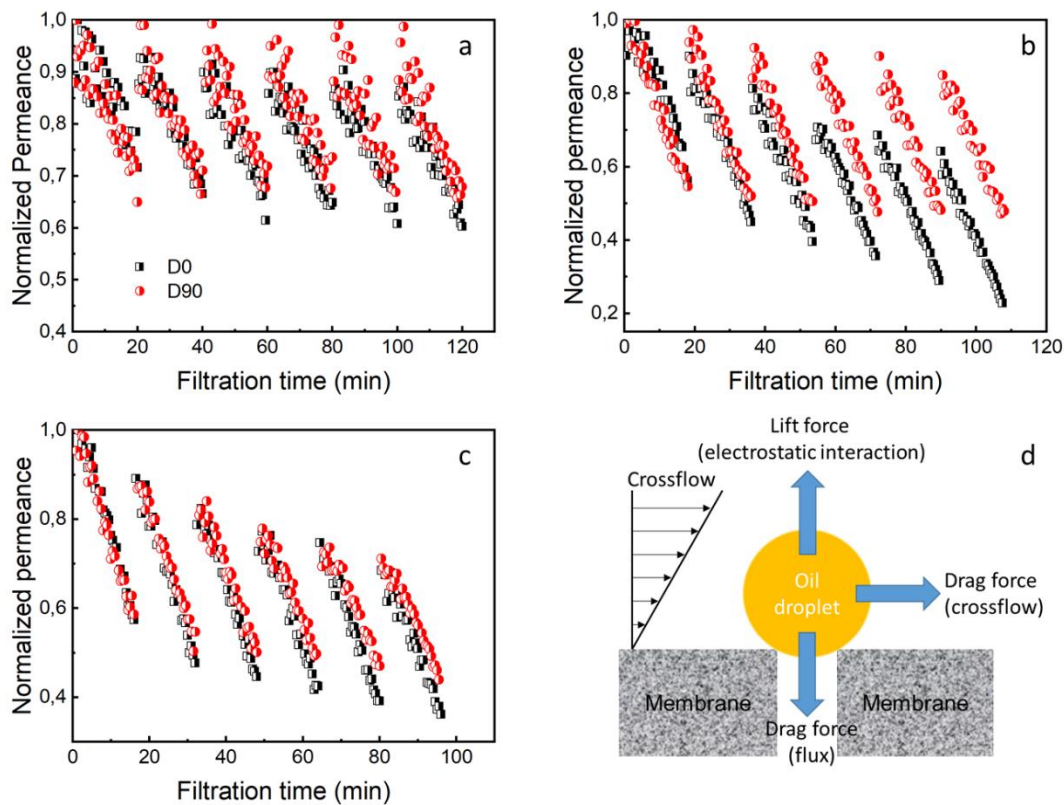 a
1,0
0,9
0,8
0,7
0,6
0,5
0,4
Normalized Permeance
D0
D90
0 20 40 60 80 100 120
Filtration time (min)
b
1,0
0,8
0,6
0,4
0,2
Normalized permeance
0 20 40 60 80 100 120
Filtration time (min)
c
1,0
0,8
0,6
0,4
Normalized permeance
0 20 40 60 80 100
Filtration time (min)
d
Lift force
(electrostatic interaction)
Crossflow
Oil
droplet
Drag force
(crossflow)
Membrane
Membrane
Drag force
(flux)